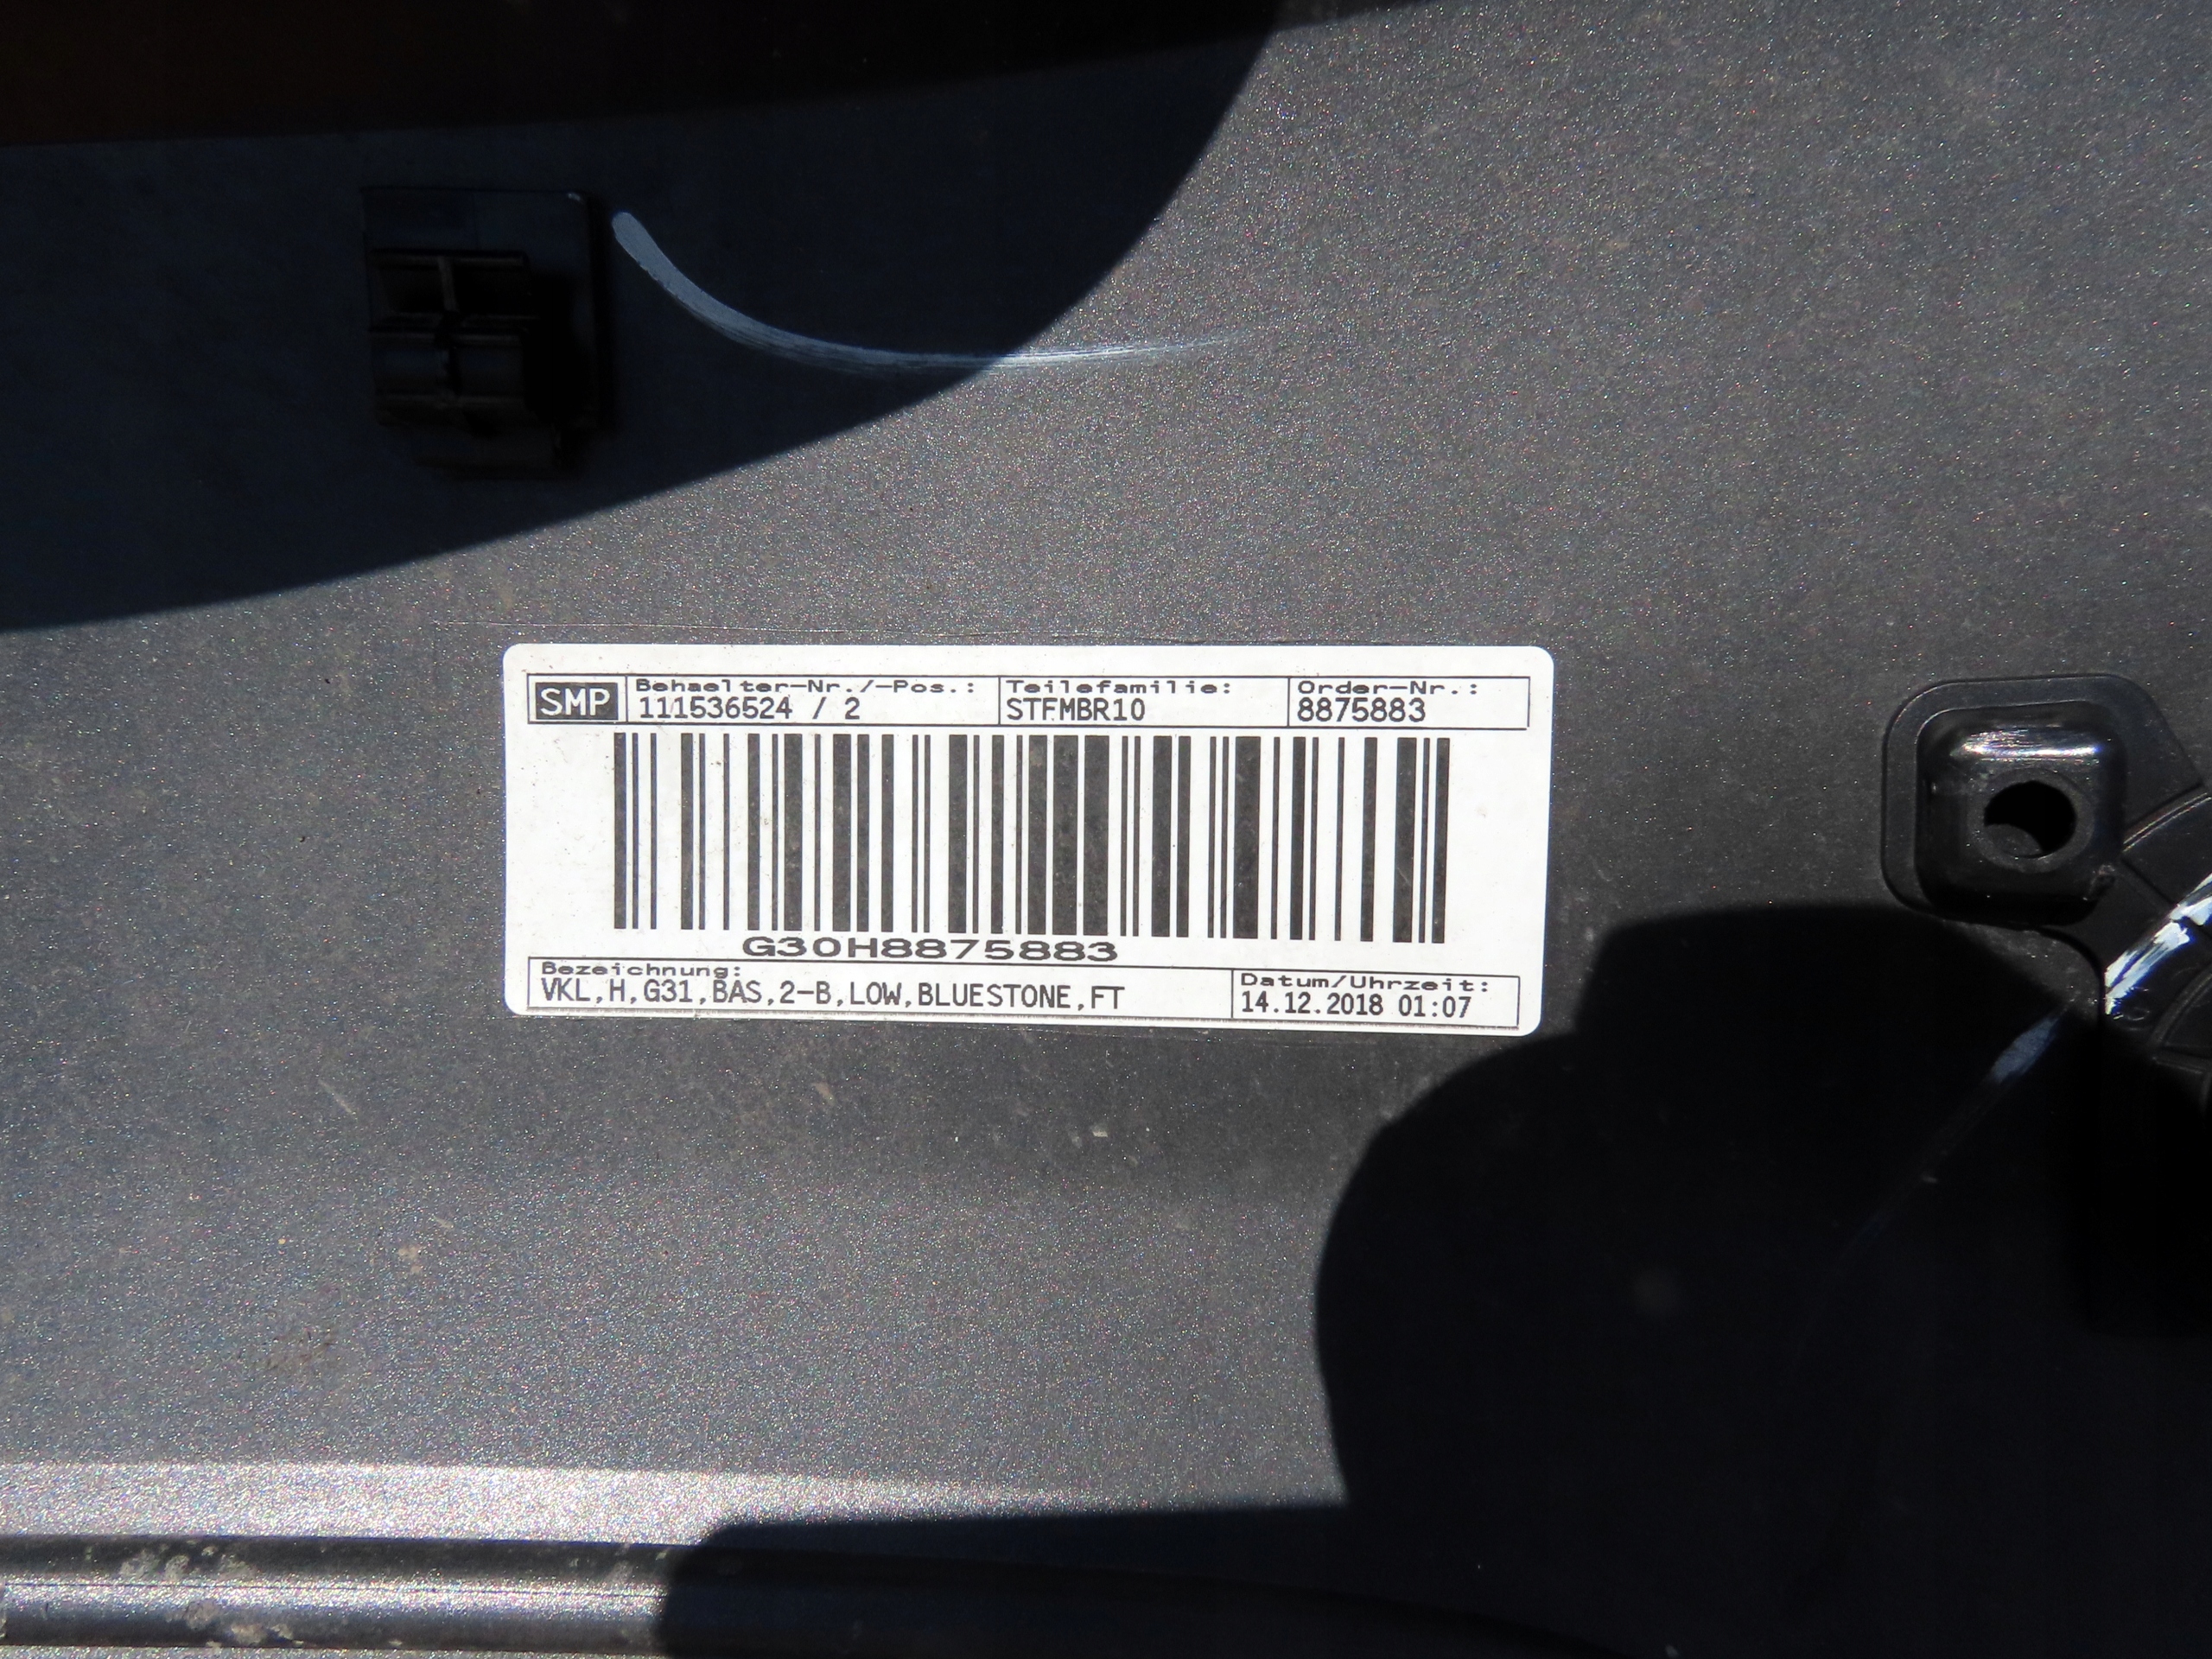 SMP
Behaelter-Nr./-Pos.: Teilefamilie: Order-Nr.:
111536524 / 2 STFMBR10 8875883
G30H8875883
Bezeichnung: Datum/Uhrzeit:
VKL,H,G31,BAS,2-B,LOW,BLUESTONE,FT 14.12.2018 01:07